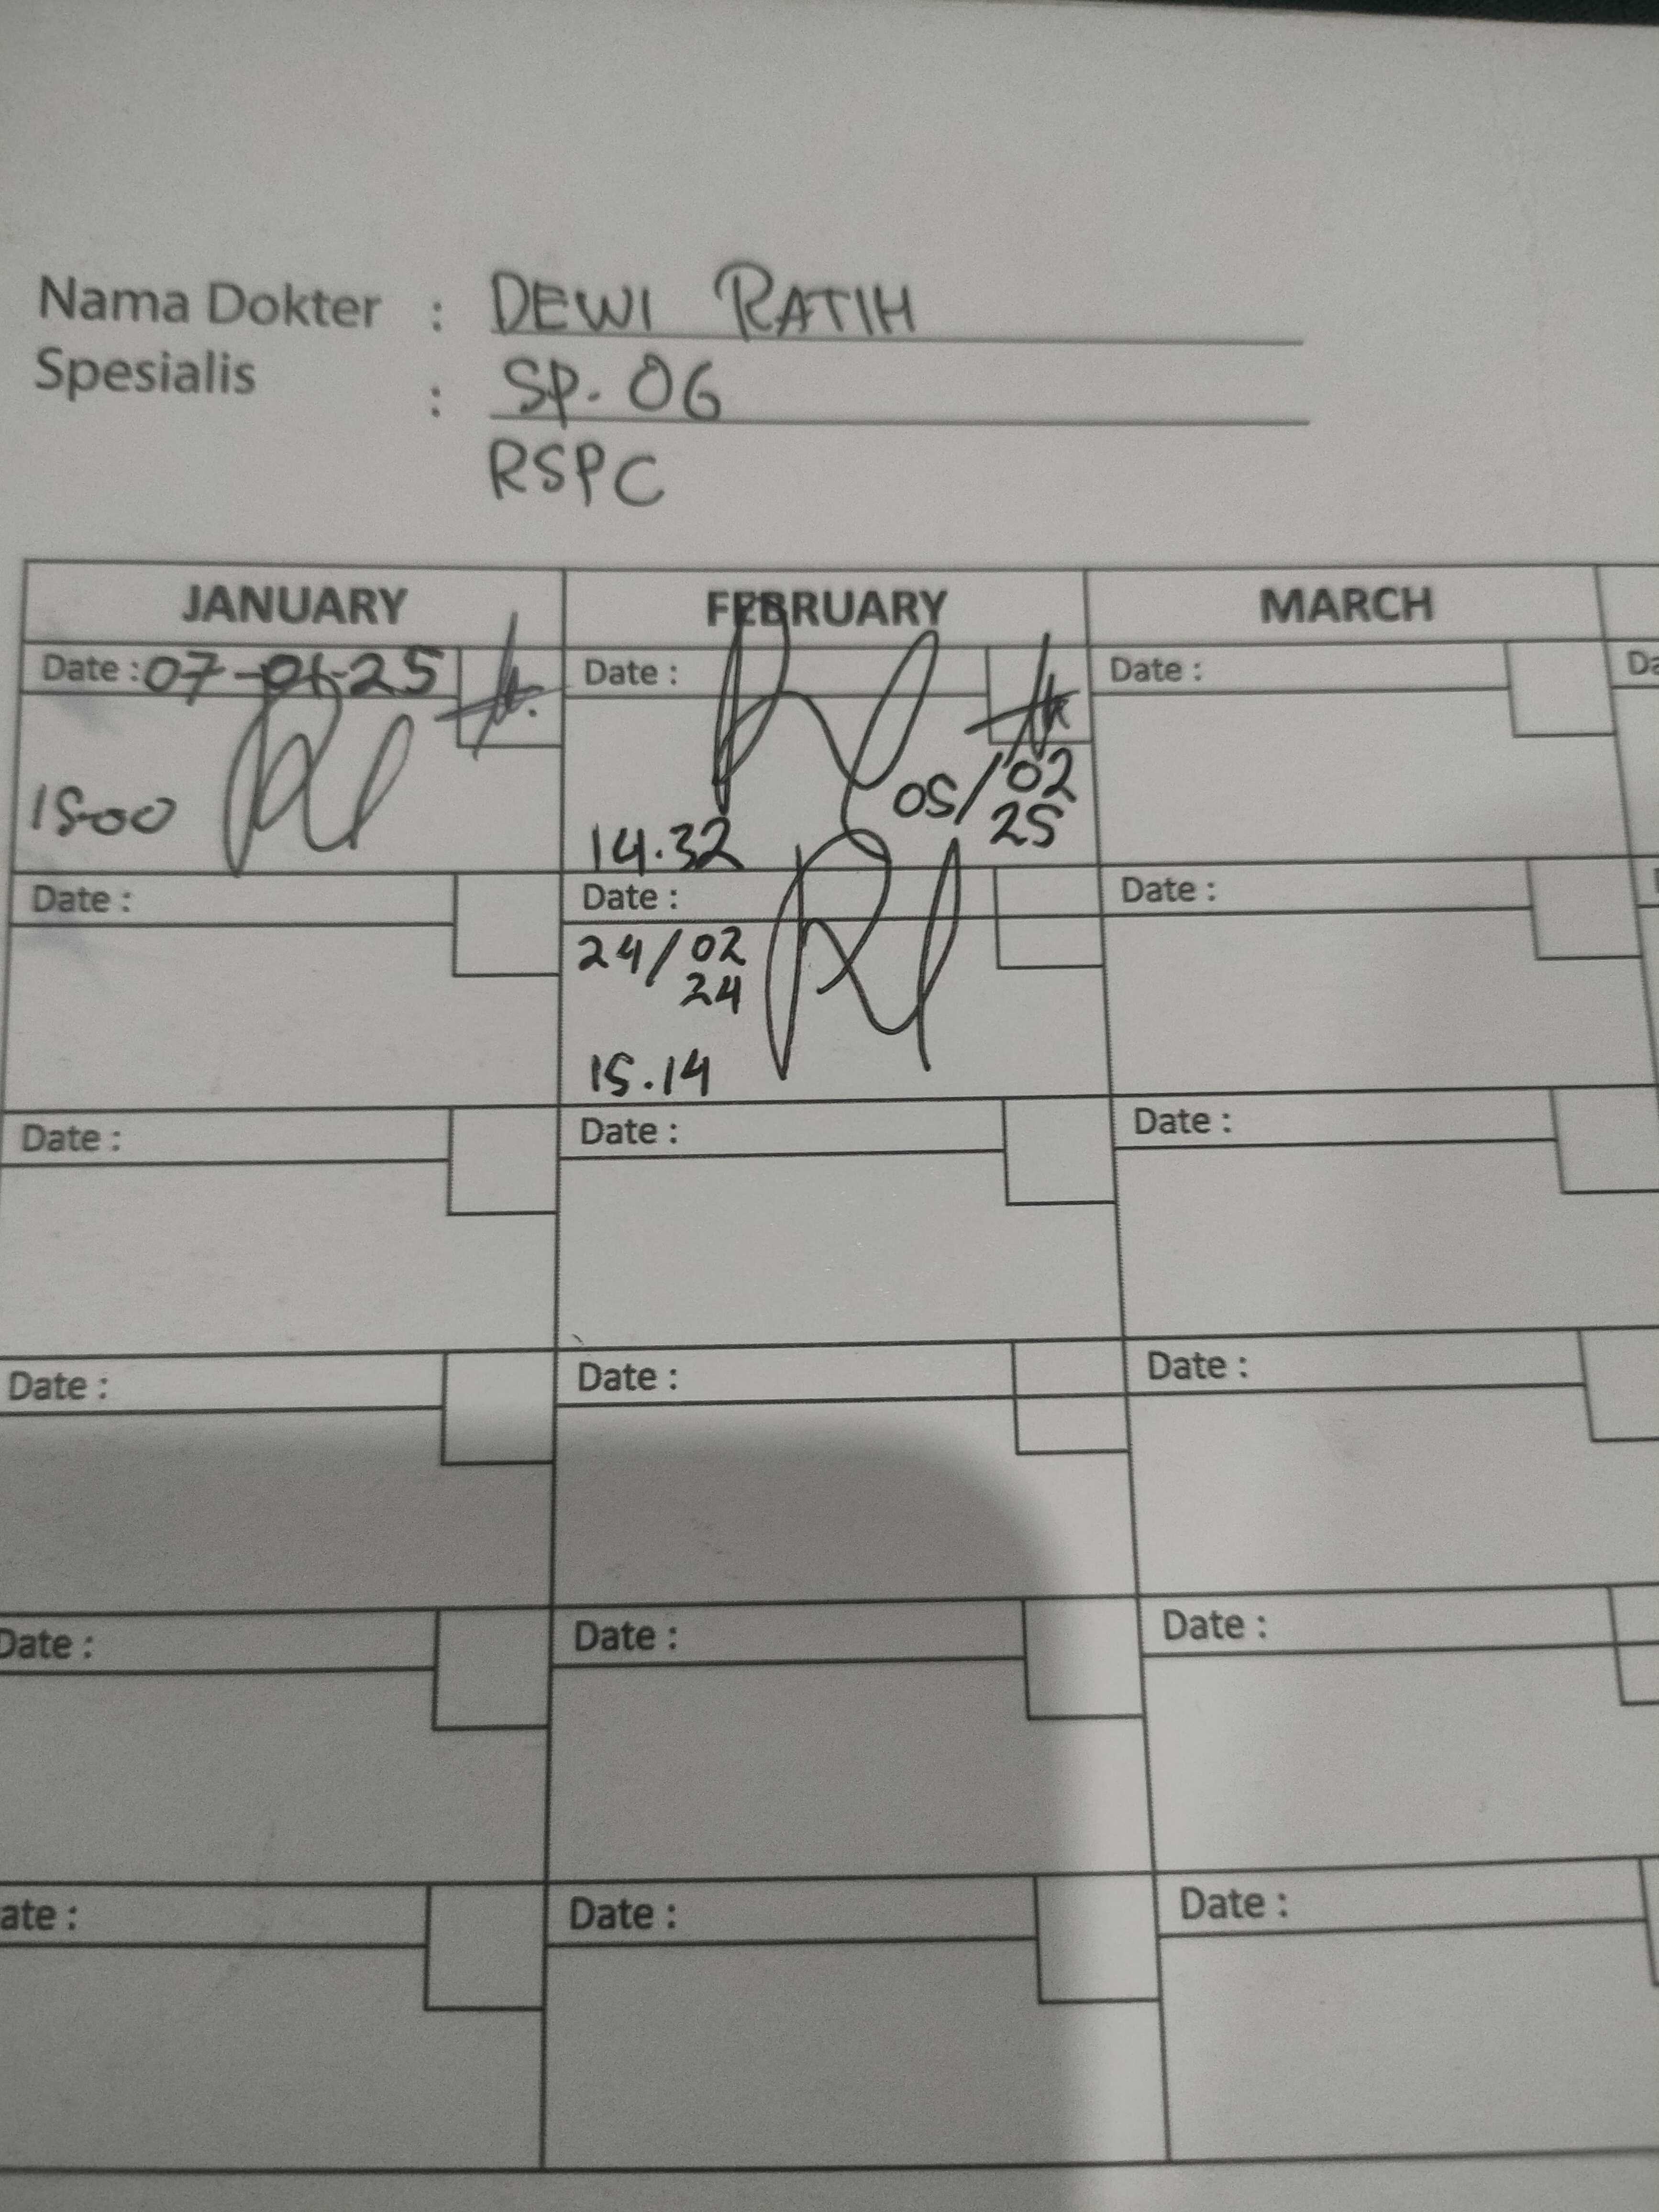 Nama Dokter : DEWI RATIH
Spesialis : SP. OG
RSPC
JANUARY FEBRUARY MARCH
Date : 07-01-25 Date : Date :
15.00 14.32 05/02 25
Date : Date : Date :
24/02
24
15.14
Date : Date : Date :
Date : Date : Date :
Date : Date : Date :
ate : Date : Date :